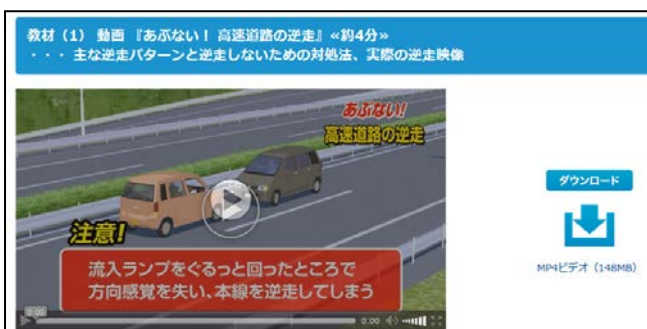 教材（1） 動画 『あぶない！ 高速道路の逆走』 ≪約4分≫
・・・ 主な逆走パターンと逆走しないための対処法、実際の逆走映像
あぶない!
高速道路の逆走
注意!
流入ランプをぐるっと回ったところで
方向感覚を失い、本線を逆走してしまう
0:00
0:00
ダウンロード
MP4ビデオ（148MB）